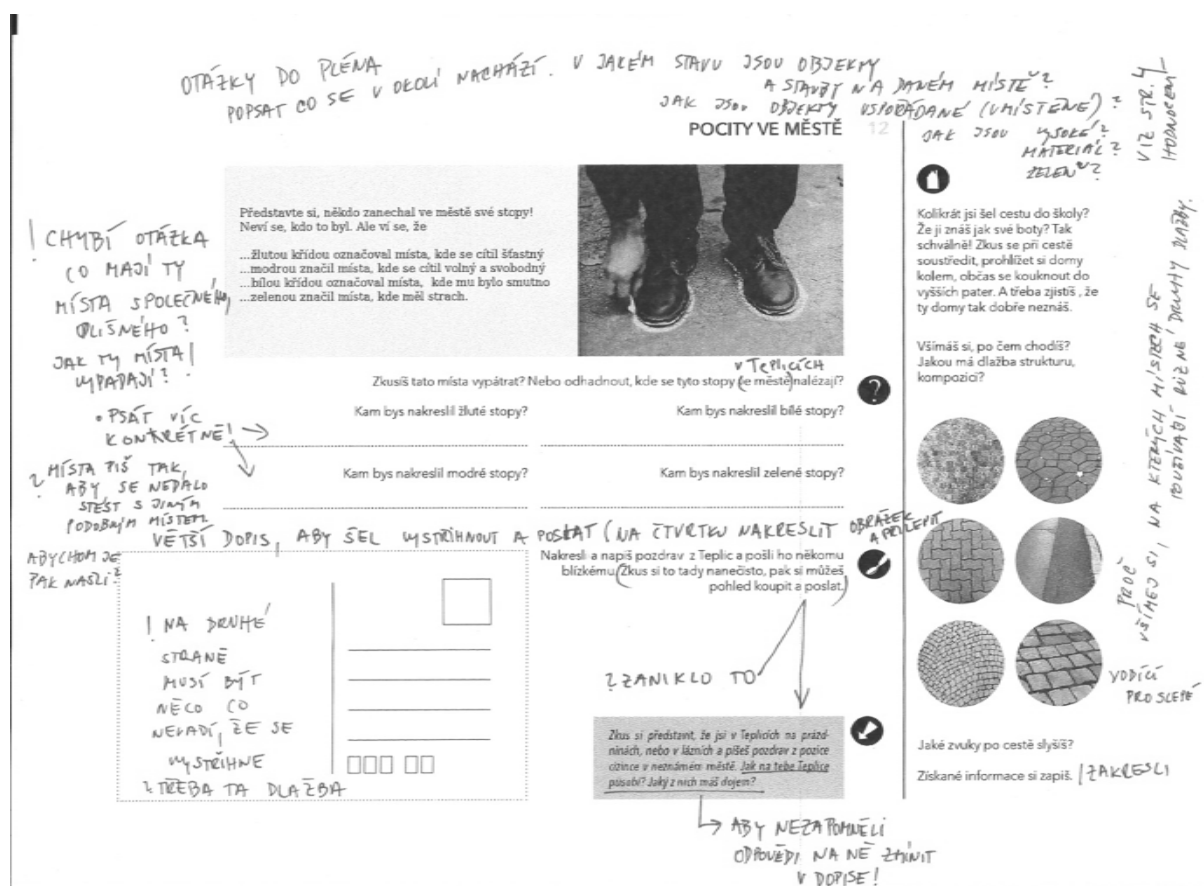 OTÁZKY DO PLÉNA
POPSAT CO SE V OKOLÍ NACHÁZÍ. V JAKÉM STAVU JSOU OBJEKTY
A STAVBY NA DANÉM MÍSTĚ?
JAK JSOU OBJEKTY USPOŘÁDANÉ (UMÍSTĚNÉ)?
JAK JSOU VYSOKÉ?
MATERIÁL?
ZELEŇ?
VIZ STR. 4
HODNOCENÍ
POCITY VE MĚSTĚ 12
Představte si, někdo zanechal ve městě své stopy!
Neví se, kdo to byl. Ale ví se, že
...žlutou křídou označoval místa, kde se cítil šťastný
...modrou značil místa, kde se cítil volný a svobodný
...bílou křídou označoval místa, kde mu bylo smutno
...zelenou značil místa, kde měl strach.
! CHYBÍ OTÁZKA
CO MAJÍ TY
MÍSTA SPOLEČNÉHO,
OLIŠNÉHO?
JAK TY MÍSTA
VYPADAJÍ?!
v TEPLICÍCH
Zkusíš tato místa vypátrat? Nebo odhadnout, kde se tyto stopy (ve městě) nalézají?
Kam bys nakreslil žluté stopy?
Kam bys nakreslil bílé stopy?
Kam bys nakreslil modré stopy?
Kam bys nakreslil zelené stopy?
• PSÁT VÍC
KONKRÉTNĚ!
? MÍSTA PIŠ TAK,
ABY SE NEDALO
SPLÉST S JINÝM
PODOBNÝM MÍSTEM
ABYCHOM JE
PAK NAŠLI?
VĚTŠÍ DOPIS, ABY ŠEL VYSTŘIHNOUT A POSLAT (NA ČTVRTKU NAKRESLIT OBRÁZEK
A PŘILEPIT
Nakresli a napiš pozdrav z Teplic a pošli ho někomu
blízkému. (Zkus si to tady nanečisto, pak si můžeš
pohled koupit a poslat.)
! NA DRUHÉ
STRANĚ
MUSÍ BÝT
NĚCO CO
NEVADÍ, ŽE SE
VYSTŘIHNE
? TŘEBA TA DLAŽBA
? ZANIKLO TO
Zkus si představit, že jsi v Teplicích na prázd-
ninách, nebo v lázních a píšeš pozdrav z pozice
cizince v neznámém městě. Jak na tebe Teplice
působí? Jaký z nich máš dojem?
ABY NEZAPOMNĚLI
ODPOVĚDI NA NĚ ZMÍNIT
V DOPISE!
Kolikrát jsi šel cestu do školy?
Že ji znáš jak své boty? Tak
schválně! Zkus se při cestě
soustředit, prohlížet si domy
kolem, občas se kouknout do
vyšších pater. A třeba zjistíš, že
ty domy tak dobře neznáš.
Všímáš si, po čem chodíš?
Jakou má dlažba strukturu,
kompozici?
PROČ
VŠÍMEJ SI, NA KTERÝCH MÍSTECH SE
POUŽÍVAJÍ RŮZNÉ DRUHY DLAŽBY.
VODÍCÍ
PRO SLEPÉ
Jaké zvuky po cestě slyšíš?
Získané informace si zapiš. / ZAKRESLI